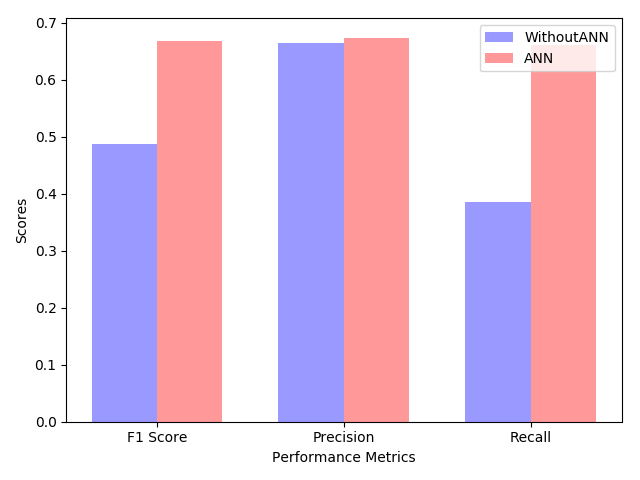 0.7
0.6
0.5
0.4
0.3
0.2
0.1
0.0
Scores
WithoutANN
ANN
F1 Score
Precision
Recall
Performance Metrics